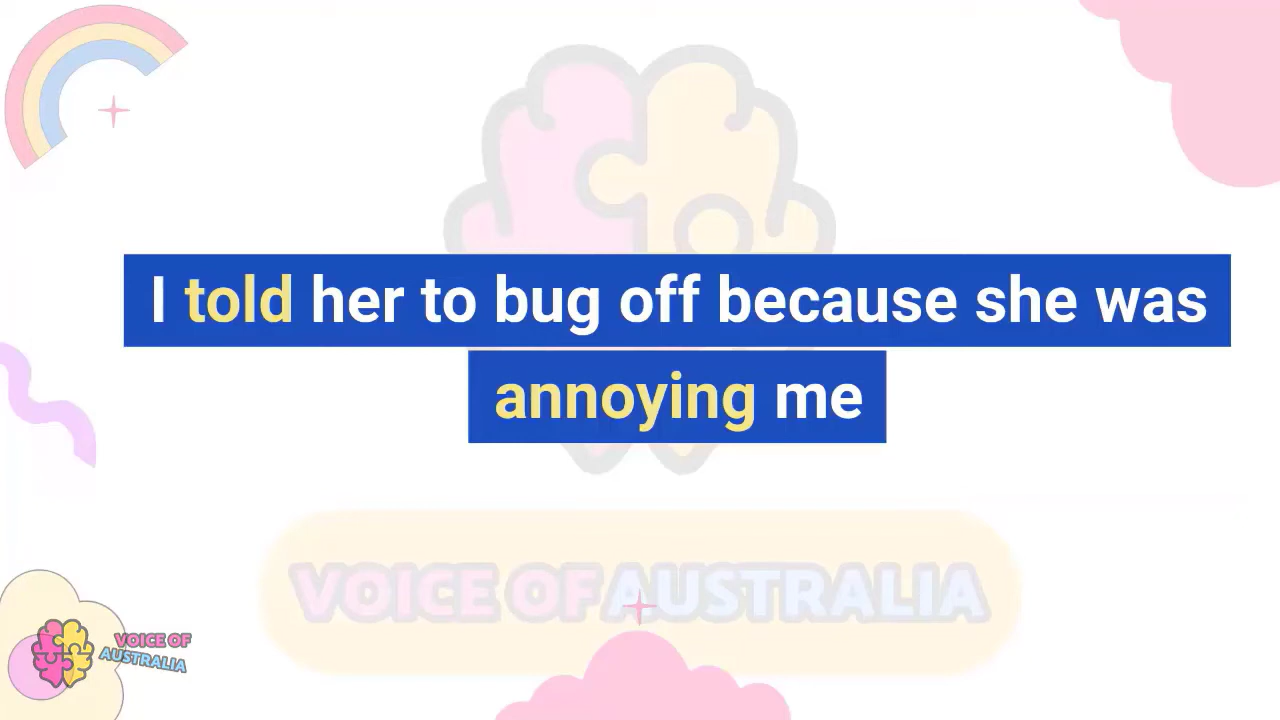 I told her to bug off because she was
annoying me
VOICE OF AUSTRALIA
VOICE OF
AUSTRALIA